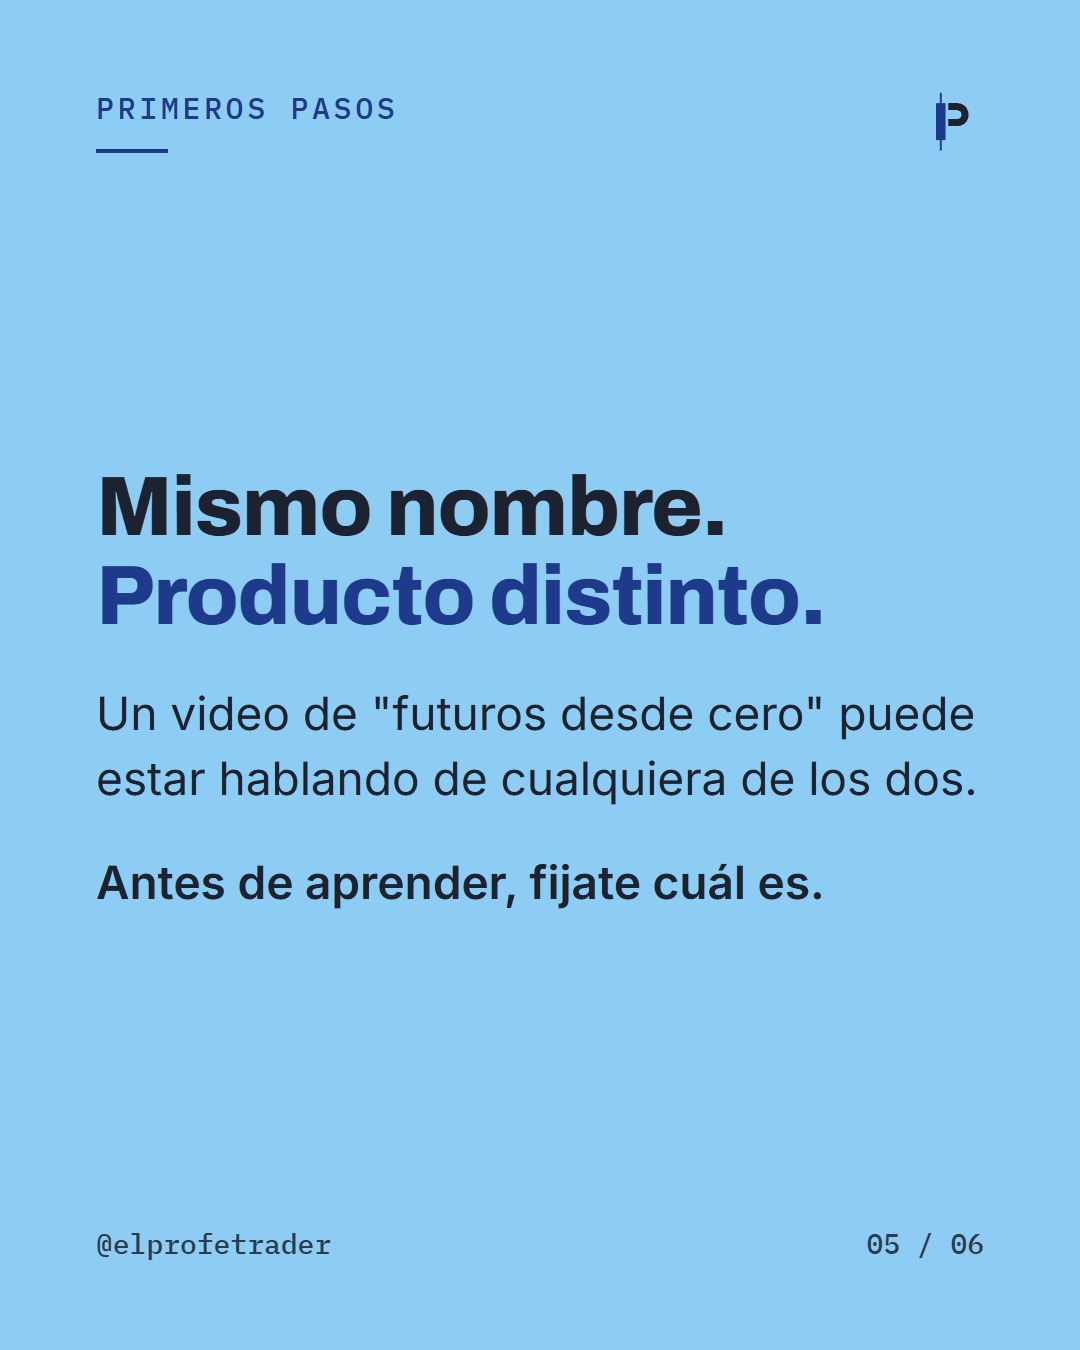 PRIMEROS PASOS
Mismo nombre.
Producto distinto.
Un video de "futuros desde cero" puede
estar hablando de cualquiera de los dos.
Antes de aprender, fijate cuál es.
@elprofetrader
05 / 06